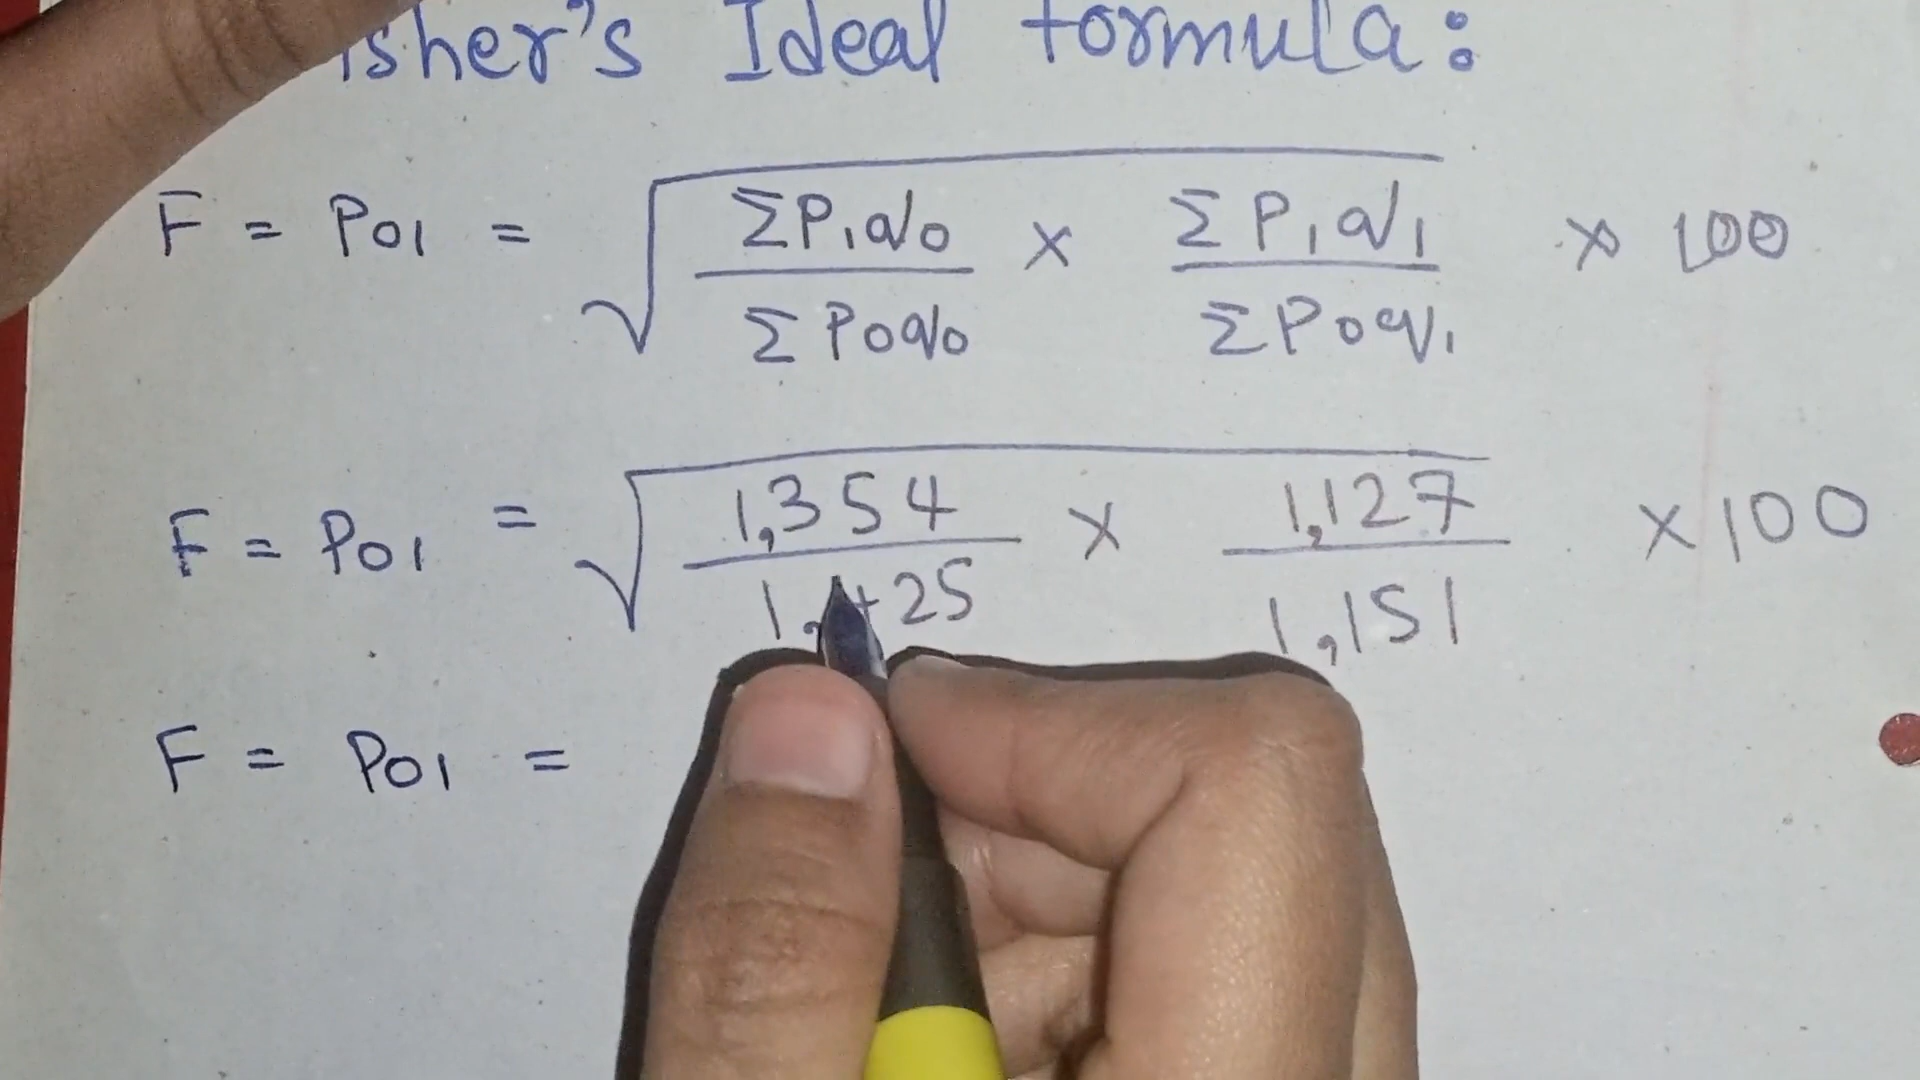 isher's Ideal formula:
F = P01 = √(ΣP1q0/ΣP0q0 × ΣP1q1/ΣP0q1) × 100
F = P01 = √(1,354/1,425 × 1,127/1,151) × 100
F = P01 =